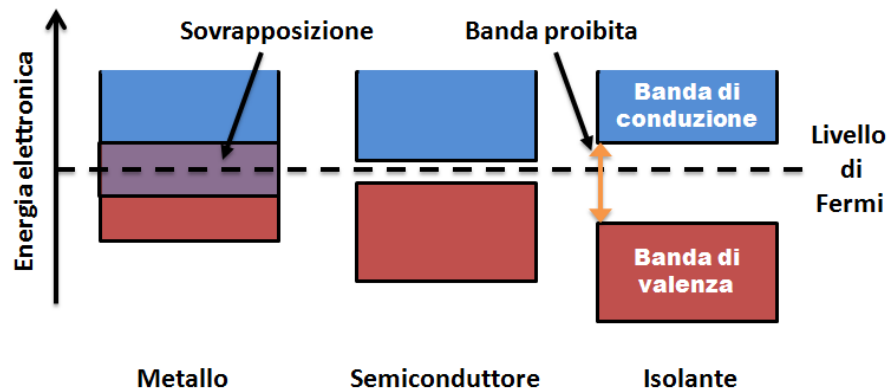 Sovrapposizione
Banda proibita
Energia elettronica
Banda di
conduzione
Livello
di
Fermi
Banda di
valenza
Metallo
Semiconduttore
Isolante